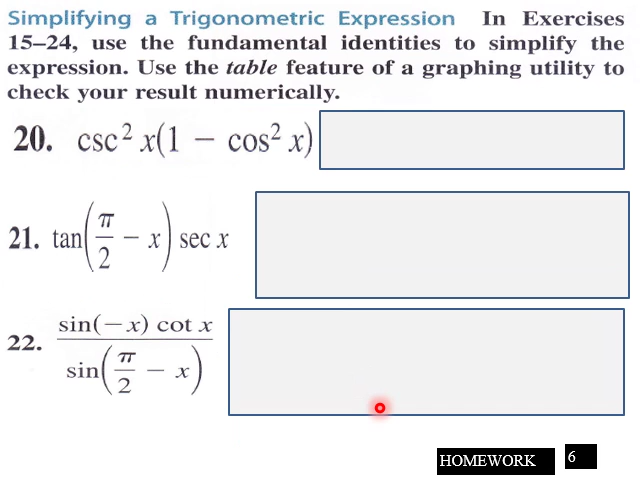 Simplifying a Trigonometric Expression In Exercises
15–24, use the fundamental identities to simplify the
expression. Use the table feature of a graphing utility to
check your result numerically.
20. csc² x(1 − cos² x)
21. tan(π/2 − x) sec x
22. sin(−x) cot x / sin(π/2 − x)
HOMEWORK 6